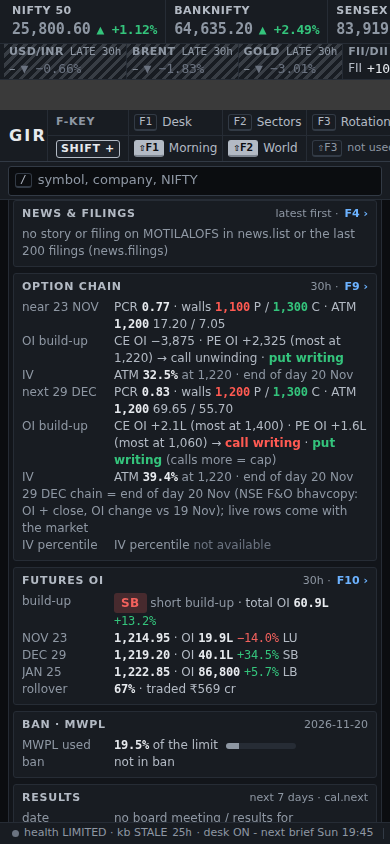 NIFTY 50 BANKNIFTY SENSEX
25,800.60 ▲ +1.12% 64,635.20 ▲ +2.49% 83,919
USD/INR LATE 30h BRENT LATE 30h GOLD LATE 30h FII/DII
– ▼ −0.66% – ▼ −1.83% – ▼ −3.01% FII +10
GIR F-KEY F1 Desk F2 Sectors F3 Rotation
SHIFT + ⇧F1 Morning ⇧F2 World ⇧F3 not used
/ symbol, company, NIFTY
NEWS & FILINGS latest first · F4 ›
no story or filing on MOTILALOFS in news.list or the last
200 filings (news.filings)
OPTION CHAIN 30h · F9 ›
near 23 NOV PCR 0.77 · walls 1,100 P / 1,300 C · ATM
1,200 17.20 / 7.05
OI build-up CE OI −3,875 · PE OI +2,325 (most at
1,220) → call unwinding · put writing
IV ATM 32.5% at 1,220 · end of day 20 Nov
next 29 DEC PCR 0.83 · walls 1,200 P / 1,300 C · ATM
1,200 69.65 / 55.70
OI build-up CE OI +2.1L (most at 1,400) · PE OI +1.6L
(most at 1,060) → call writing · put
writing (calls more = cap)
IV ATM 39.4% at 1,220 · end of day 20 Nov
29 DEC chain = end of day 20 Nov (NSE F&O bhavcopy:
OI + close, OI change vs 19 Nov); live rows come with
the market
IV percentile IV percentile not available
FUTURES OI 30h · F10 ›
build-up SB short build-up · total OI 60.9L
+13.2%
NOV 23 1,214.95 · OI 19.9L −14.0% LU
DEC 29 1,219.20 · OI 40.1L +34.5% SB
JAN 25 1,222.85 · OI 86,800 +5.7% LB
rollover 67% · traded ₹569 cr
BAN · MWPL 2026-11-20
MWPL used 19.5% of the limit
ban not in ban
RESULTS next 7 days · cal.next
date no board meeting / results for
health LIMITED · kb STALE 25h · desk ON - next brief Sun 19:45